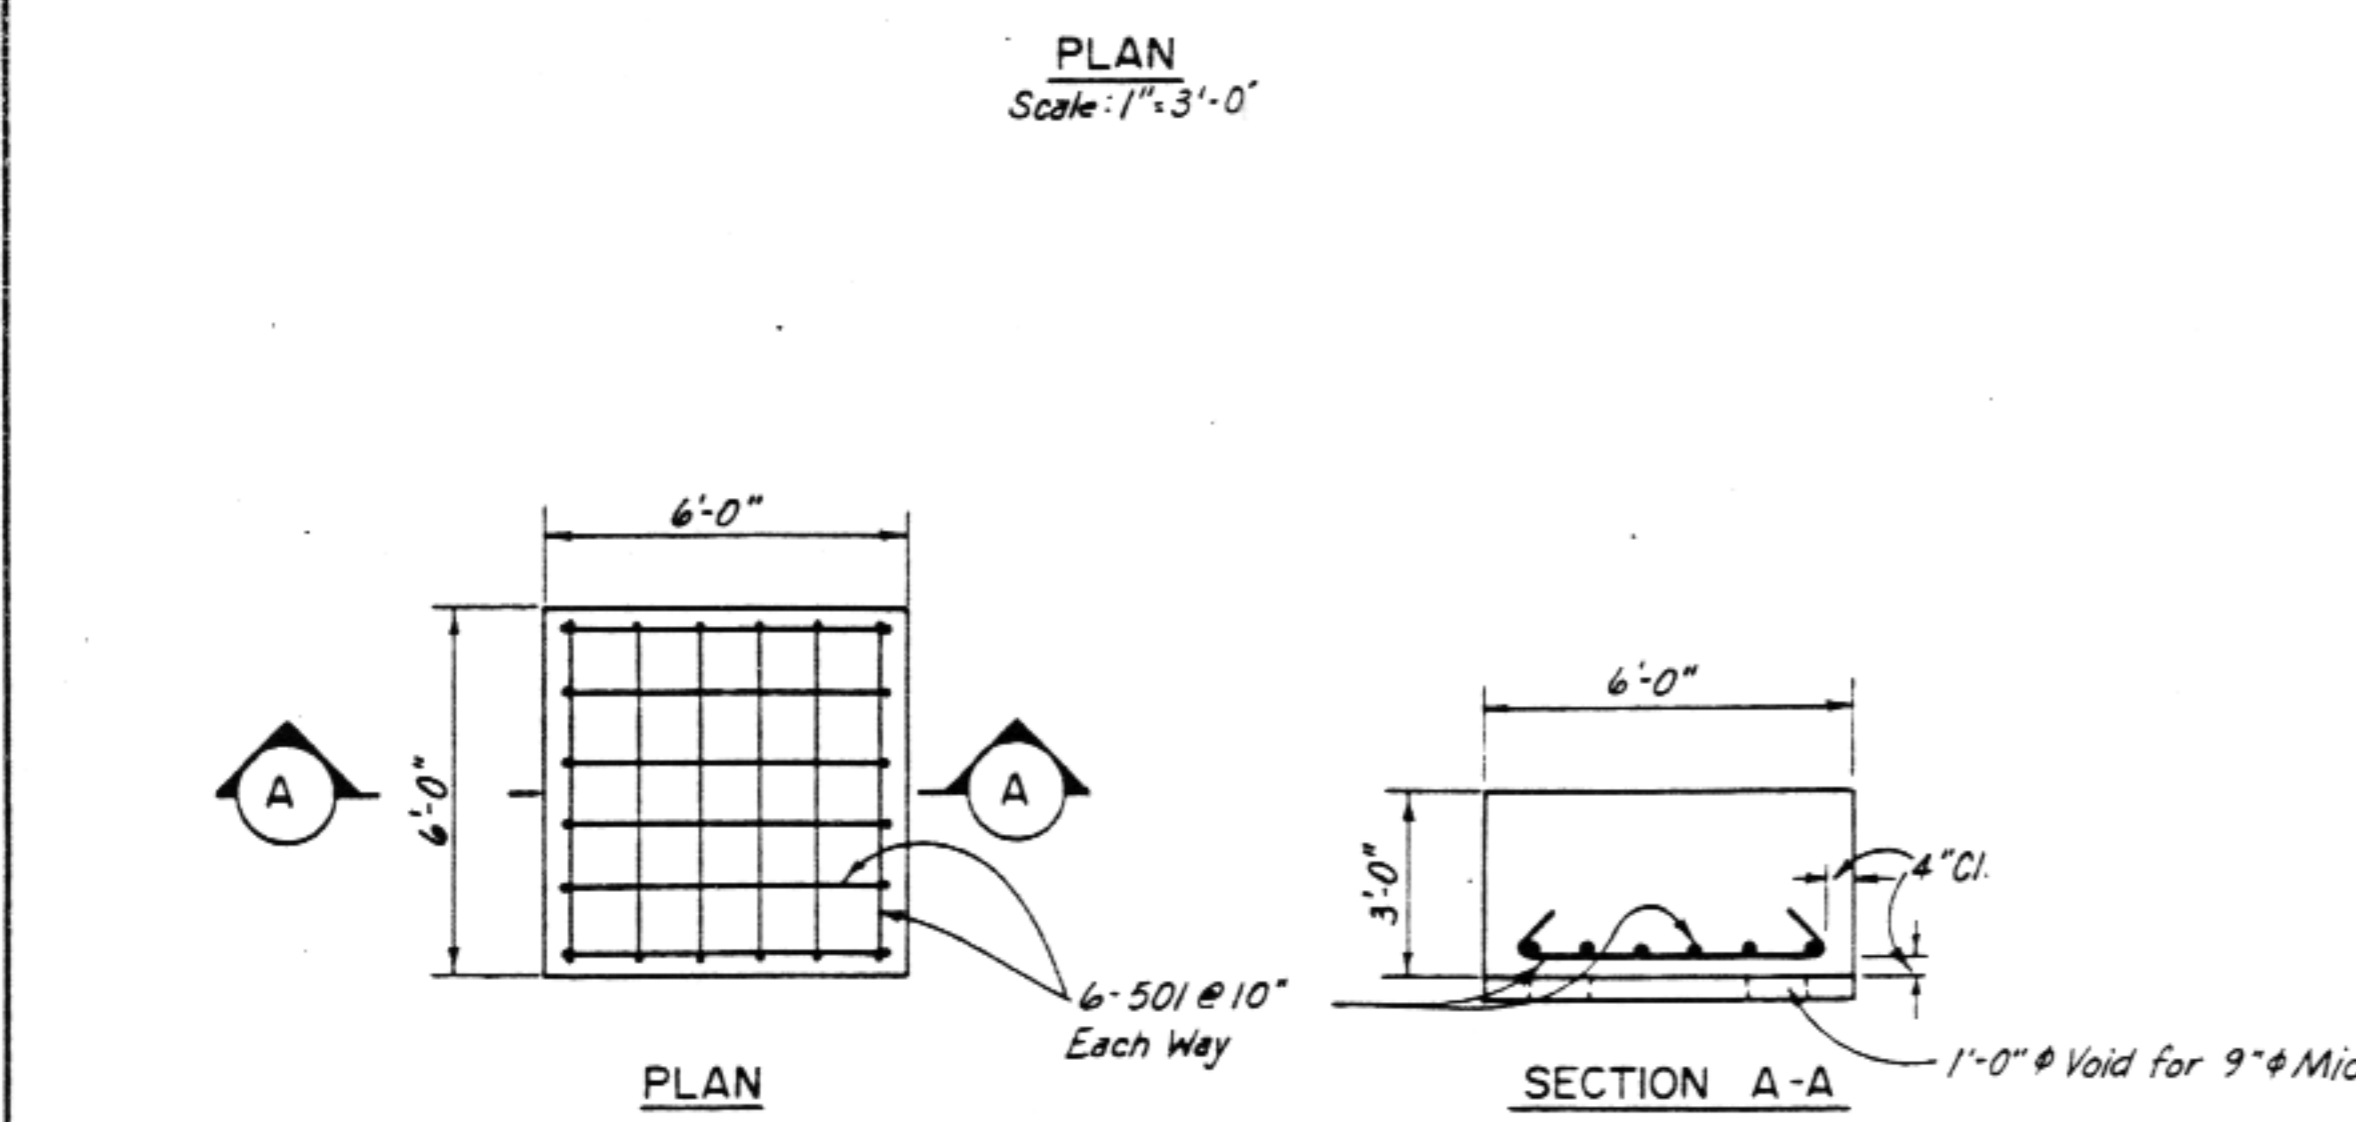 PLAN
Scale: 1"=3'-0"
6'-0"
6'-0"
A
A
6-501@10"
Each Way
PLAN
6'-0"
3'-0"
4"Cl.
1'-0"φ Void for 9"φ
SECTION A-A